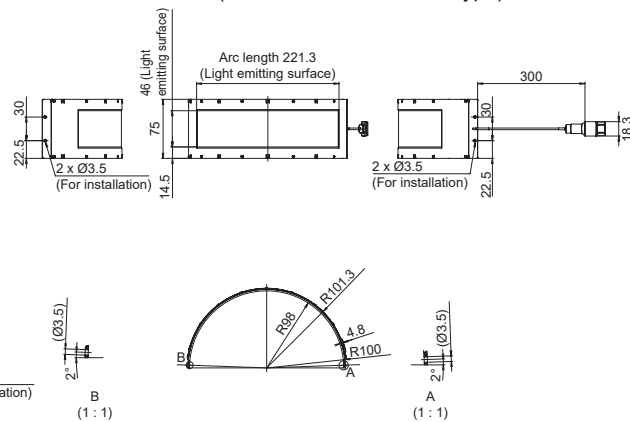 46 (Light
emitting surface)
Arc length 221.3
(Light emitting surface)
300
30
22.5
75
14.5
30
22.5
18.3
2 x Ø3.5
(For installation)
2 x Ø3.5
(For installation)
(Ø3.5)
2°
B
(1 : 1)
R98
R101.3
4.8
R100
B
A
(Ø3.5)
2°
A
(1 : 1)